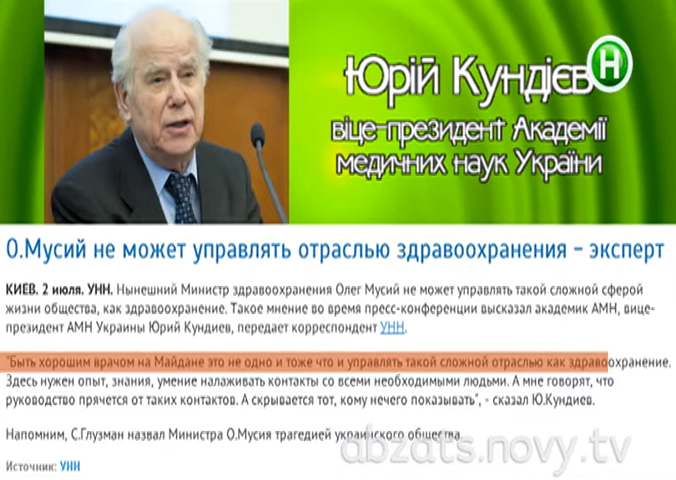 Юрій Кундієв
Н
віце-президент Академії
медичних наук України
О.Мусий не может управлять отраслью здравоохранения – эксперт
КИЕВ. 2 июля. УНН. Нынешний Министр здравоохранения Олег Мусий не может управлять такой сложной сферой
жизни общества, как здравоохранение. Такое мнение во время пресс-конференции высказал академик АМН, вице-
президент АМН Украины Юрий Кундиев, передает корреспондент УНН.
"Быть хорошим врачом на Майдане это не одно и тоже что и управлять такой сложной отраслью как здравоохранение.
Здесь нужен опыт, знания, умение налаживать контакты со всеми необходимыми людьми. А мне говорят, что
руководство прячется от таких контактов. А скрывается тот, кому нечего показывать", - сказал Ю.Кундиев.
Напомним, С.Глузман назвал Министра О.Мусия трагедией украинского общества.
abzats.novy.tv
Источник: УНН